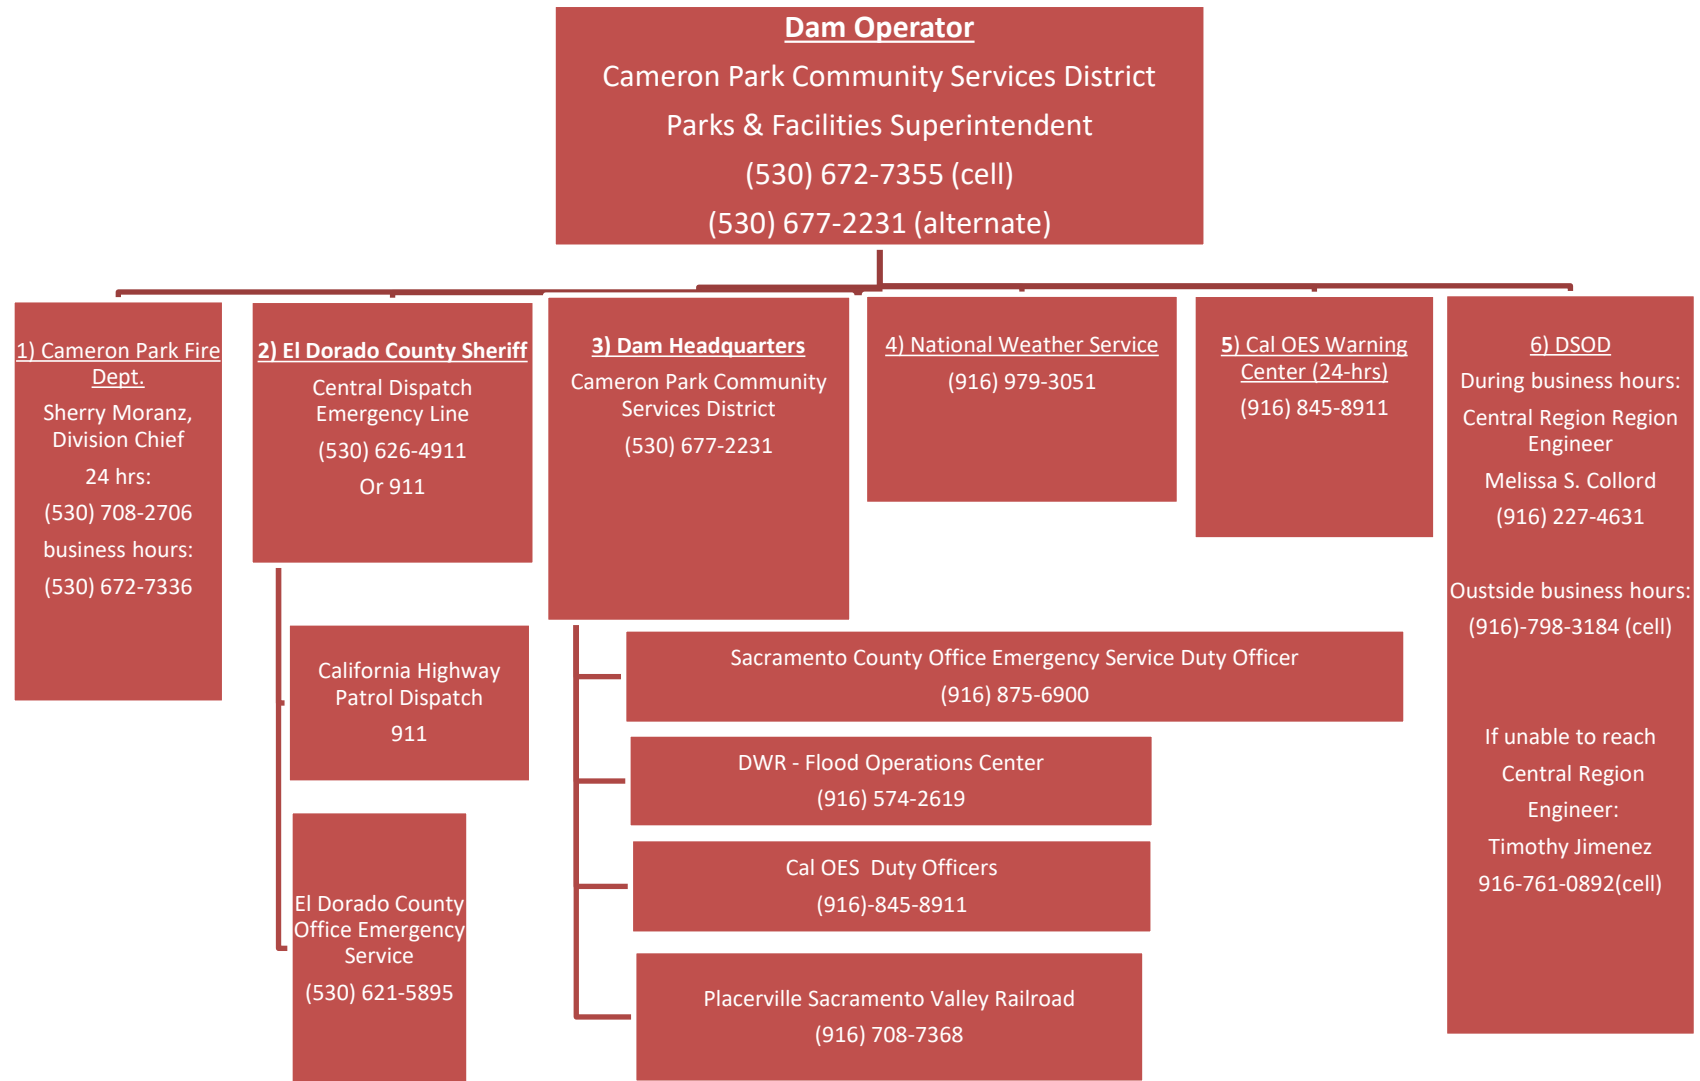 Dam Operator
Cameron Park Community Services District
Parks & Facilities Superintendent
(530) 672-7355 (cell)
(530) 677-2231 (alternate)
1) Cameron Park Fire
Dept.
Sherry Moranz,
Division Chief
24 hrs:
(530) 708-2706
business hours:
(530) 672-7336
2) El Dorado County Sheriff
Central Dispatch
Emergency Line
(530) 626-4911
Or 911
California Highway
Patrol Dispatch
911
El Dorado County
Office Emergency
Service
(530) 621-5895
3) Dam Headquarters
Cameron Park Community
Services District
(530) 677-2231
Sacramento County Office Emergency Service Duty Officer
(916) 875-6900
DWR - Flood Operations Center
(916) 574-2619
Cal OES  Duty Officers
(916)-845-8911
Placerville Sacramento Valley Railroad
(916) 708-7368
4) National Weather Service
(916) 979-3051
5) Cal OES Warning
Center (24-hrs)
(916) 845-8911
6) DSOD
During business hours:
Central Region Region
Engineer
Melissa S. Collord
(916) 227-4631
Oustside business hours:
(916)-798-3184 (cell)
If unable to reach
Central Region
Engineer:
Timothy Jimenez
916-761-0892(cell)